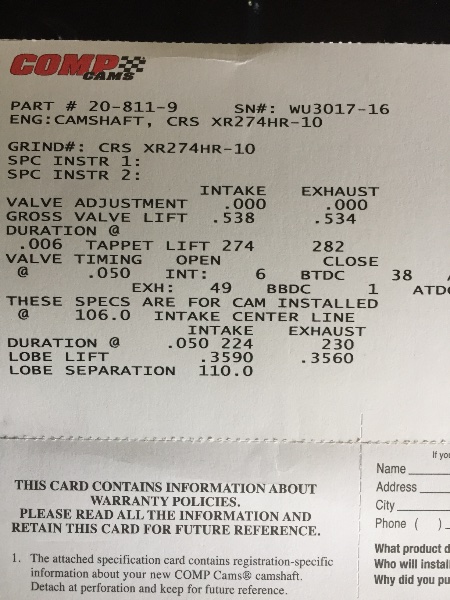 COMP CAMS
PART # 20-811-9 SN#: WU3017-16
ENG:CAMSHAFT, CRS XR274HR-10
GRIND#: CRS XR274HR-10
SPC INSTR 1:
SPC INSTR 2:
INTAKE EXHAUST
VALVE ADJUSTMENT .000 .000
GROSS VALVE LIFT .538 .534
DURATION @
.006 TAPPET LIFT 274 282
VALVE TIMING OPEN CLOSE
@ .050 INT: 6 BTDC 38
EXH: 49 BBDC 1 ATDC
THESE SPECS ARE FOR CAM INSTALLED
@ 106.0 INTAKE CENTER LINE
INTAKE EXHAUST
DURATION @ .050 224 230
LOBE LIFT .3590 .3560
LOBE SEPARATION 110.0
THIS CARD CONTAINS INFORMATION ABOUT
WARRANTY POLICIES.
PLEASE READ ALL THE INFORMATION AND
RETAIN THIS CARD FOR FUTURE REFERENCE.
1. The attached specification card contains registration-specific
information about your new COMP Cams® camshaft.
Detach at perforation and keep for future reference.
If you
Name
Address
City
Phone ( )
What product d
Who will install
Why did you pu